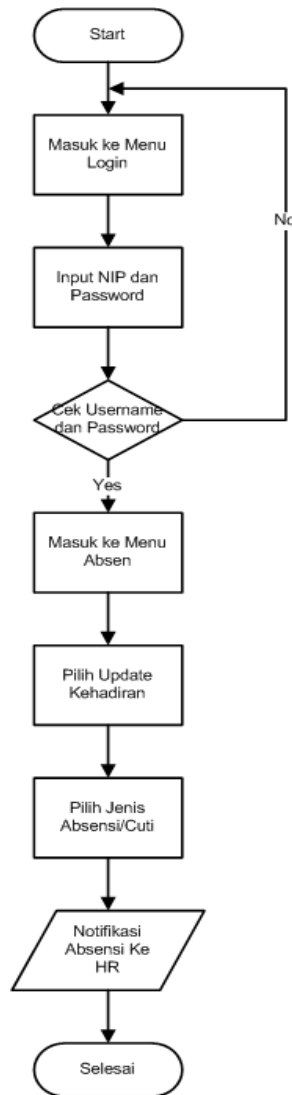 Start
Masuk ke Menu
Login
No
Input NIP dan
Password
Cek Username
dan Password
Yes
Masuk ke Menu
Absen
Pilih Update
Kehadiran
Pilih Jenis
Absensi/Cuti
Notifikasi
Absensi Ke
HR
Selesai